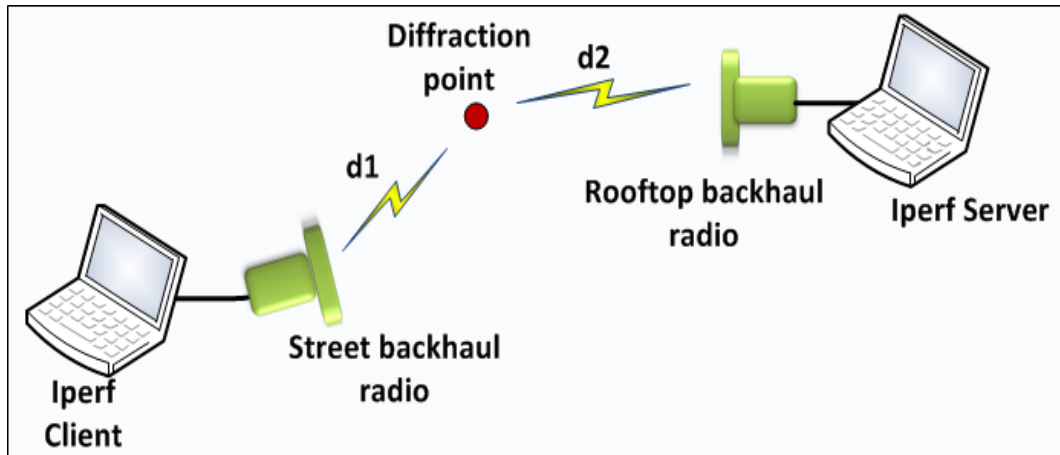 Diffraction
point
d2
d1
Rooftop backhaul
radio
Iperf Server
Street backhaul
radio
Iperf
Client